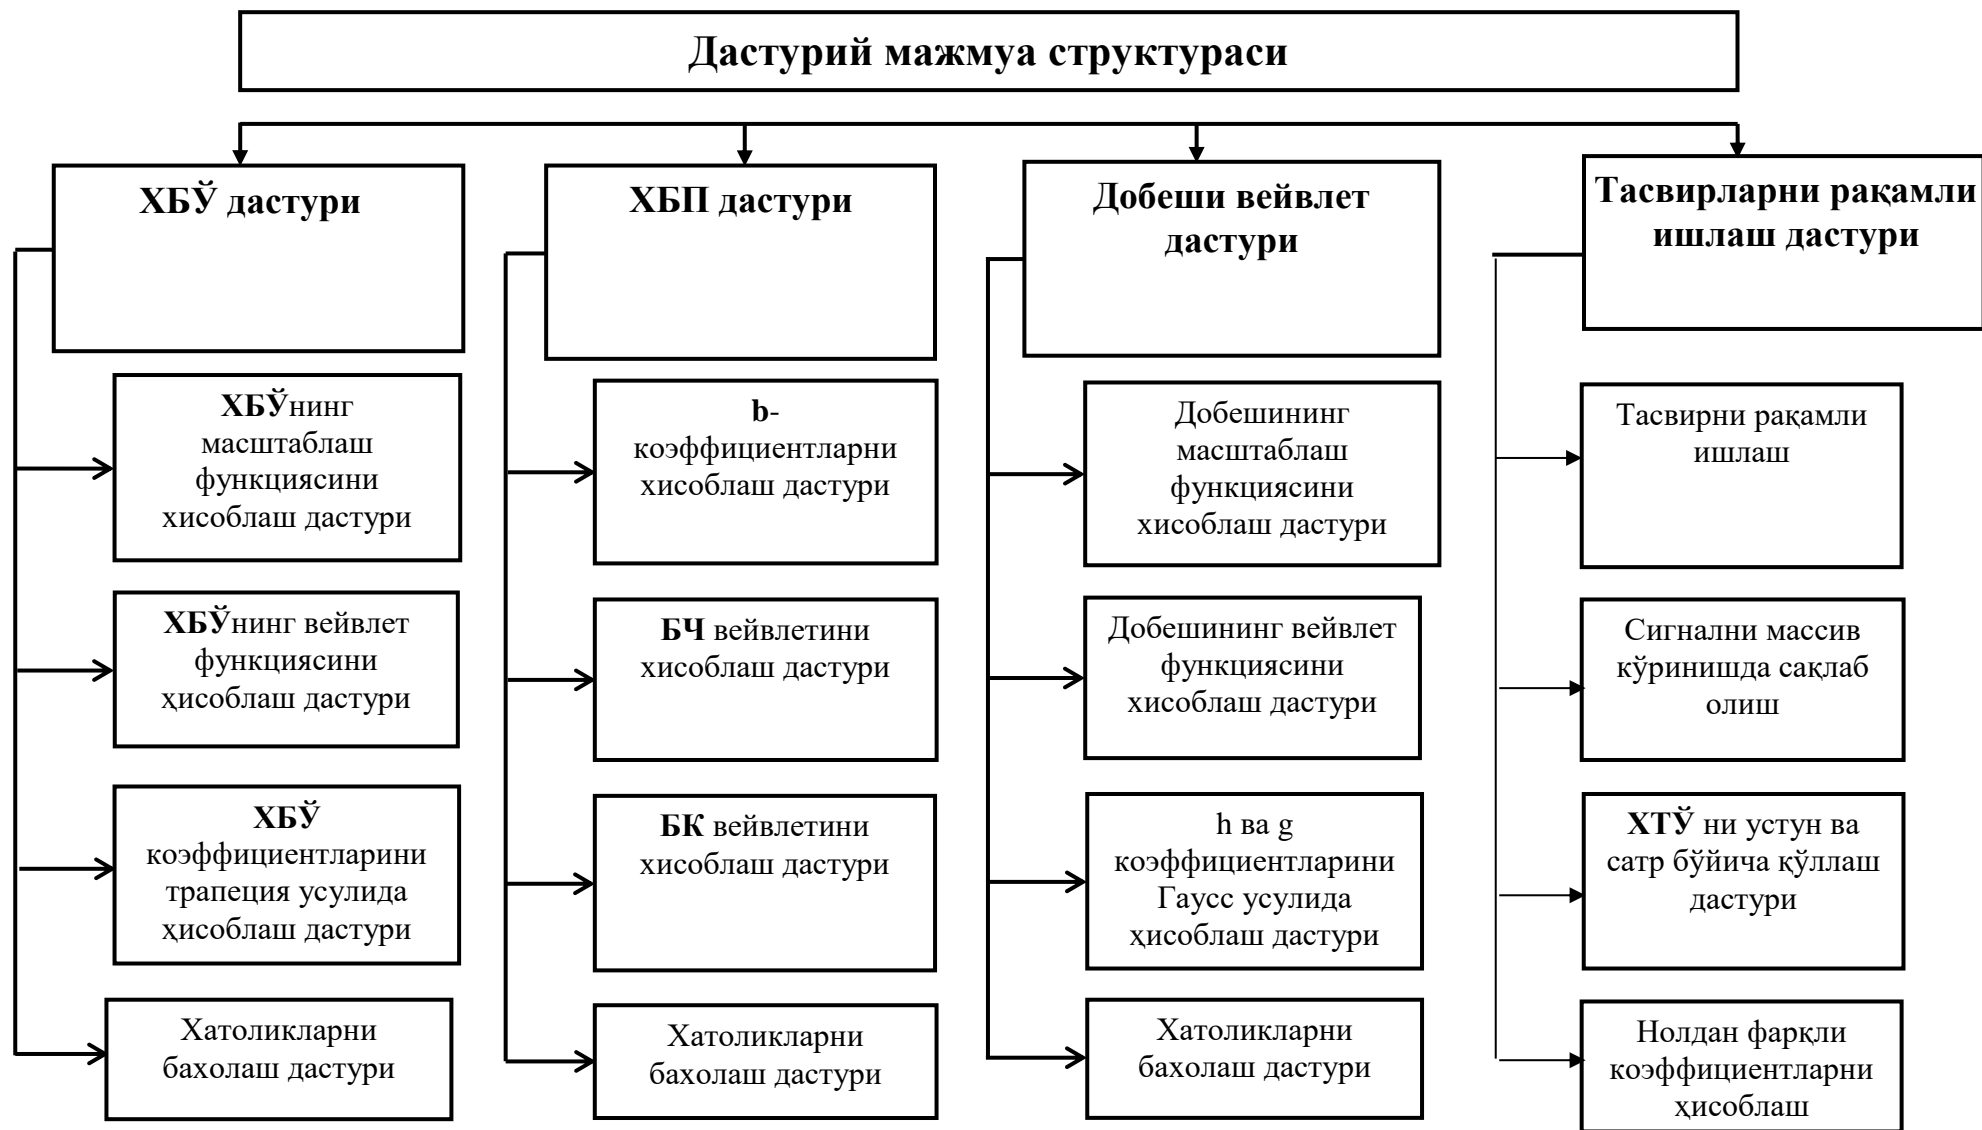 Дастурий мажмуа структураси
ХБЎ дастури
ХБЎнинг
масштаблаш
функциясини
хисоблаш дастури
ХБЎнинг вейвлет
функциясини
ҳисоблаш дастури
ХБЎ
коэффициентларини
трапеция усулида
ҳисоблаш дастури
Хатоликларни
бахолаш дастури
ХБП дастури
b-
коэффициентларни
хисоблаш дастури
БЧ вейвлетини
хисоблаш дастури
БК вейвлетини
хисоблаш дастури
Хатоликларни
бахолаш дастури
Добеши вейвлет
дастури
Добешининг
масштаблаш
функциясини
хисоблаш дастури
Добешининг вейвлет
функциясини
хисоблаш дастури
h ва g
коэффициентларини
Гаусс усулида
ҳисоблаш дастури
Хатоликларни
бахолаш дастури
Тасвирларни рақамли
ишлаш дастури
Тасвирни рақамли
ишлаш
Сигнални массив
кўринишда сақлаб
олиш
ХТЎ ни устун ва
сатр бўйича қўллаш
дастури
Нолдан фарқли
коэффициентларни
ҳисоблаш